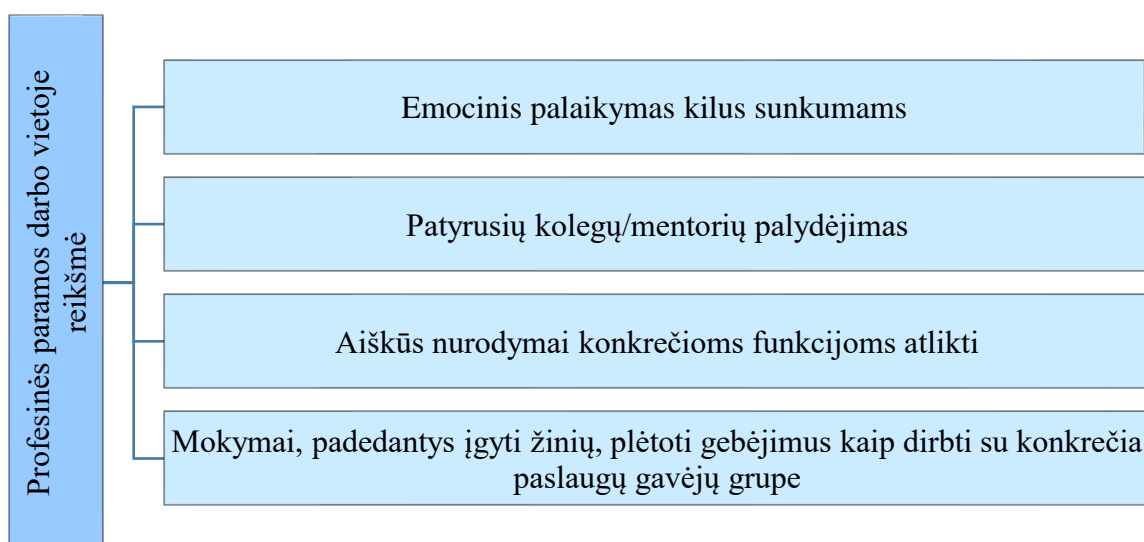 Profesinės paramos darbo vietoje
reikšmė
Emocinis palaikymas kilus sunkumams
Patyrusių kolegų/mentorių palydėjimas
Aiškūs nurodymai konkrečioms funkcijoms atlikti
Mokymai, padedantys įgyti žinių, plėtoti gebėjimus kaip dirbti su konkrečia
paslaugų gavėjų grupe